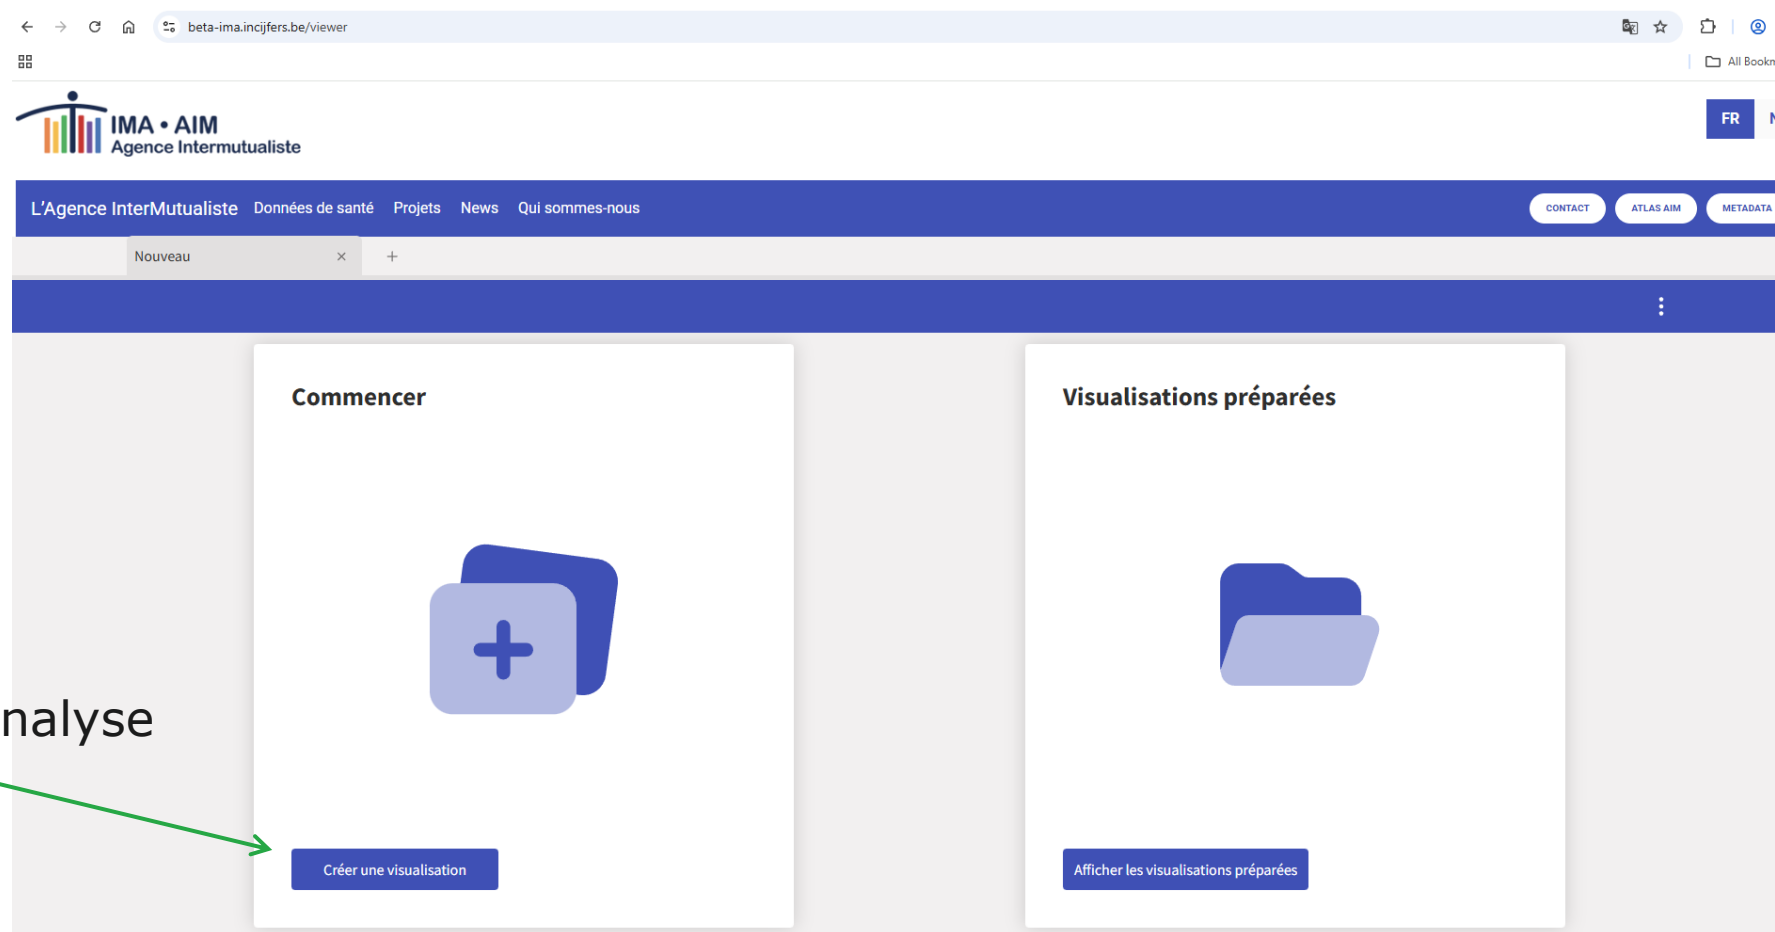 beta-ima.incijfers.be/viewer
All Bookm
IMA • AIM
Agence Intermutualiste
FR N
L'Agence InterMutualiste Données de santé Projets News Qui sommes-nous
CONTACT ATLAS AIM METADATA
Nouveau
Commencer
Visualisations préparées
nalyse
Créer une visualisation
Afficher les visualisations préparées